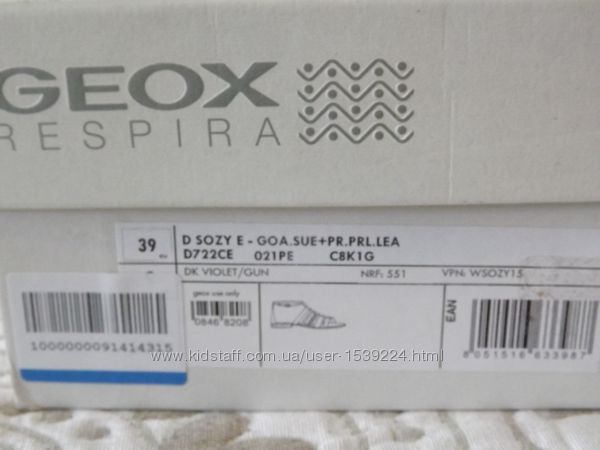 GEOX
RESPIRA
39
D SOZY E - GOA.SUE+PR.PRL.LEA
D722CE 021PE C8K1G
DK VIOLET/GUN NRF: 551 VPN: WSOZY15
geox use only
0846 8208
EAN
8051516633987
1000000091414315
www.kidstaff.com.ua/user-1539224.html